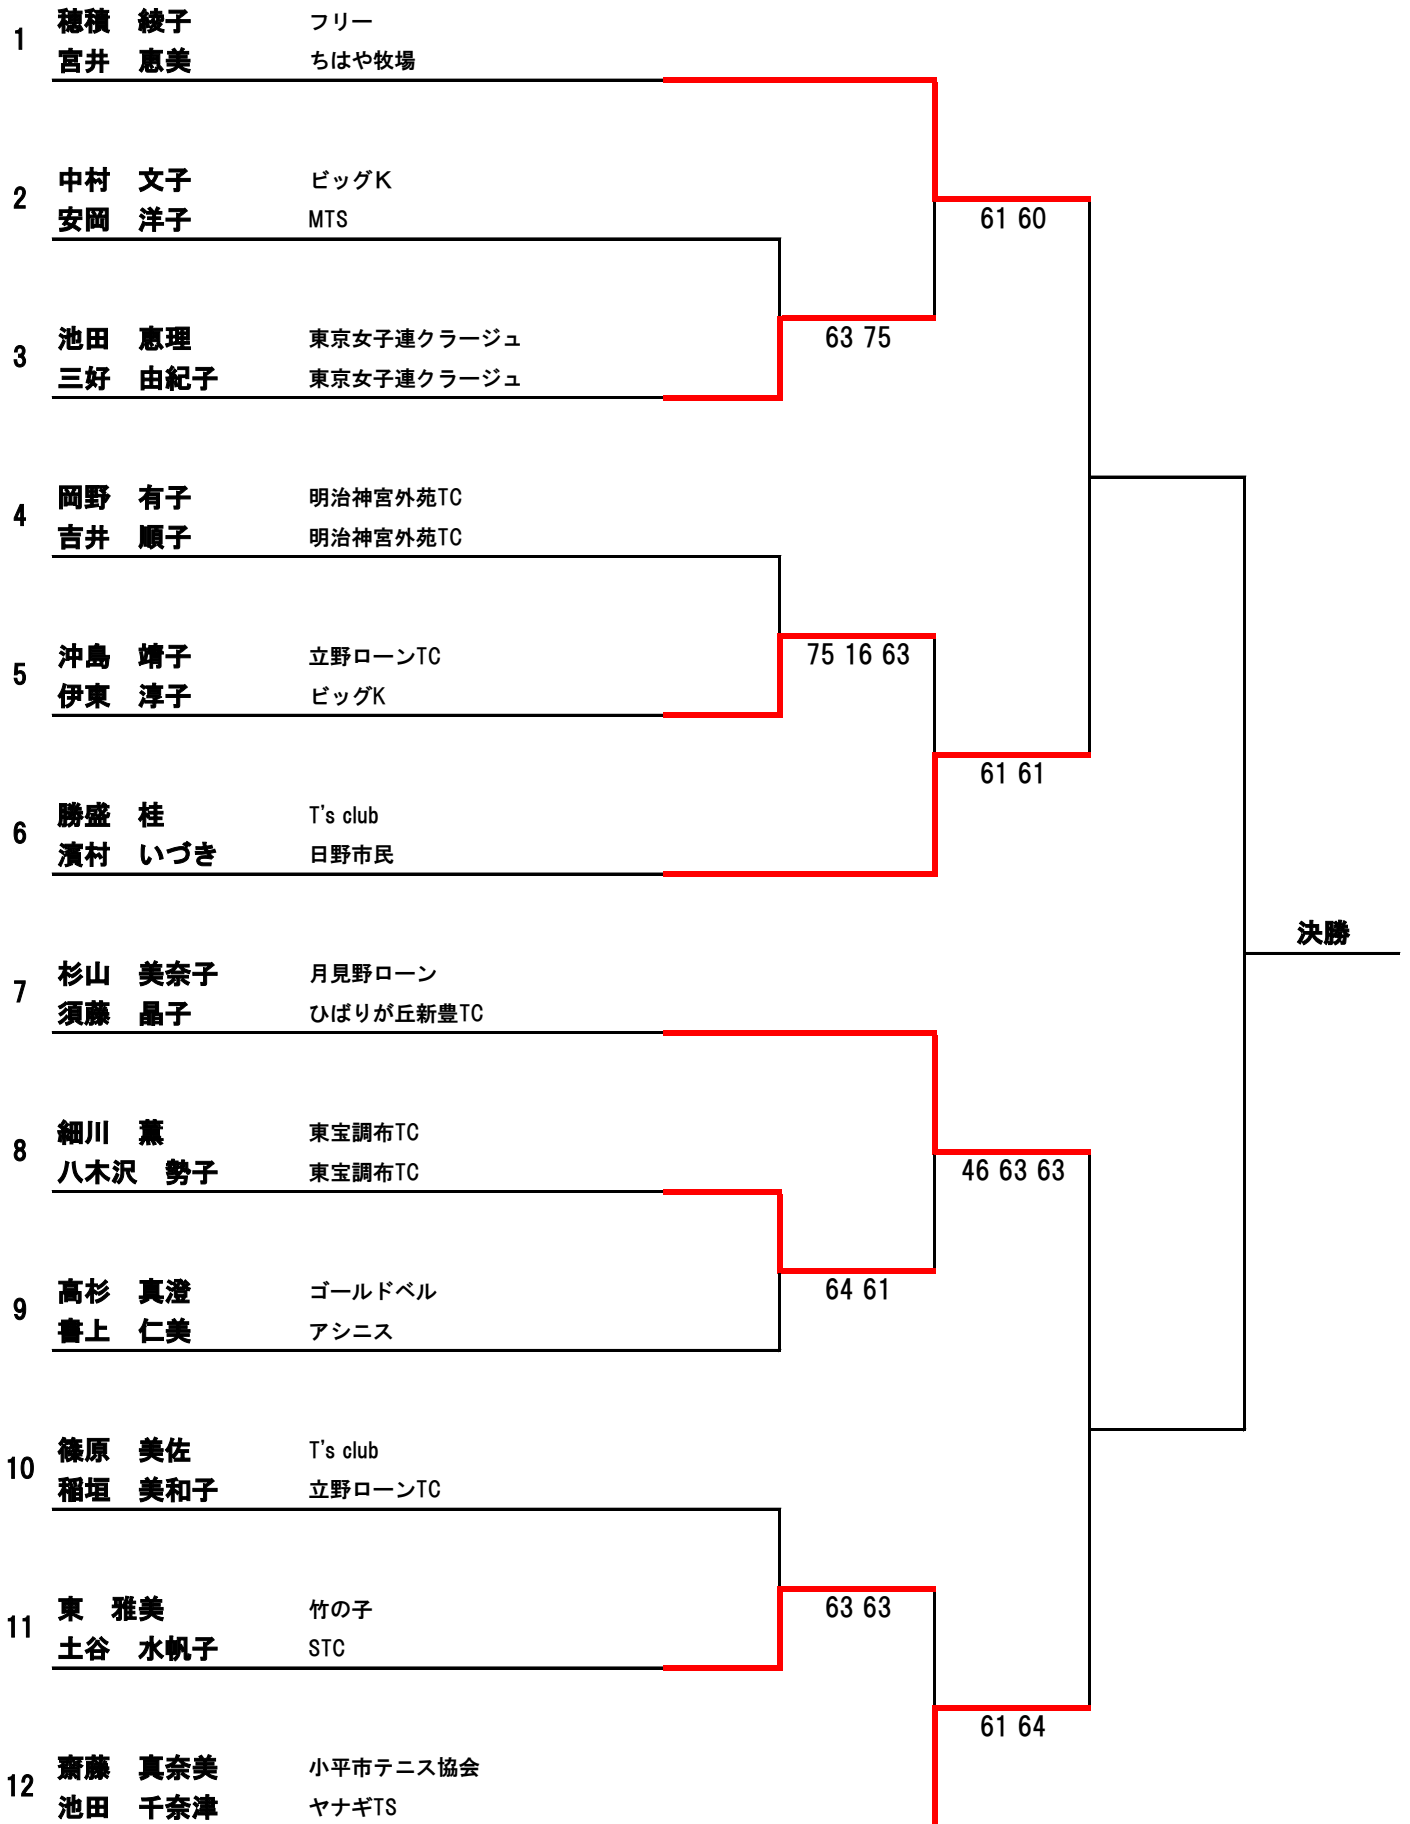 1
穂積　綾子　フリー
宮井　恵美　ちはや牧場
2
中村　文子　ビッグK
安岡　洋子　MTS
61 60
3
池田　恵理　東京女子連クラージュ
63 75
三好　由紀子　東京女子連クラージュ
4
岡野　有子　明治神宮外苑TC
吉井　順子　明治神宮外苑TC
5
沖島　靖子　立野ローンTC
75 16 63
伊東　淳子　ビッグK
61 61
6
勝盛　桂　T's club
濱村　いづき　日野市民
決勝
7
杉山　美奈子　月見野ローン
須藤　晶子　ひばりが丘新豊TC
8
細川　薫　東宝調布TC
八木沢　勢子　東宝調布TC
46 63 63
9
高杉　真澄　ゴールドベル
64 61
書上　仁美　アシニス
10
篠原　美佐　T's club
稲垣　美和子　立野ローンTC
11
東　雅美　竹の子
63 63
土谷　水帆子　STC
61 64
12
齋藤　真奈美　小平市テニス協会
池田　千奈津　ヤナギTS